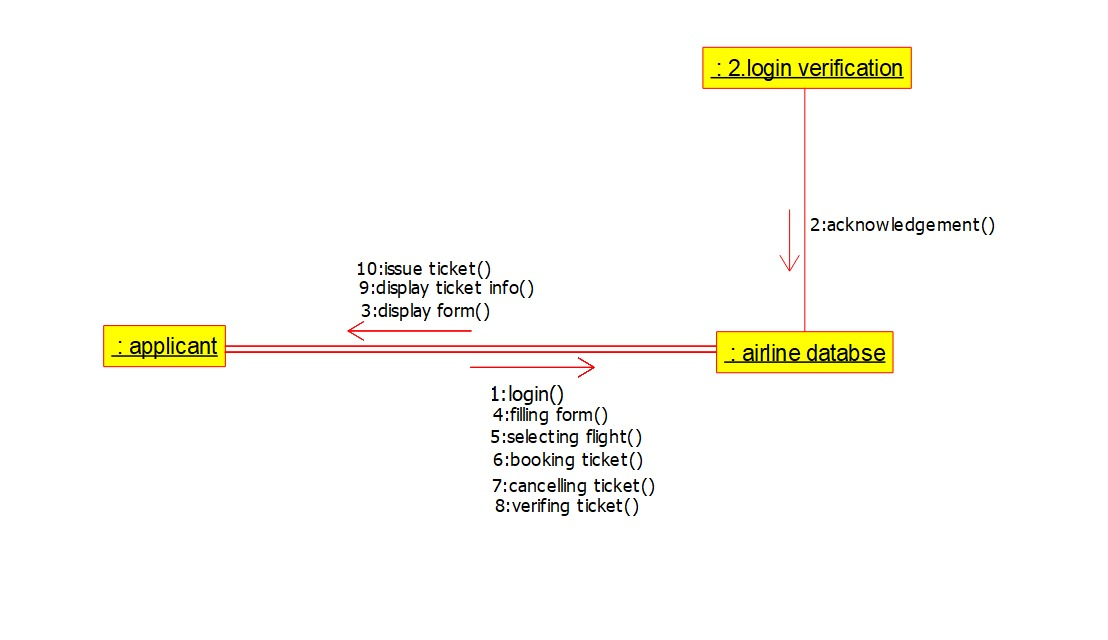 : 2.login verification
2:acknowledgement()
10:issue ticket()
9:display ticket info()
3:display form()
: applicant
: airline databse
1:login()
4:filling form()
5:selecting flight()
6:booking ticket()
7:cancelling ticket()
8:verifing ticket()